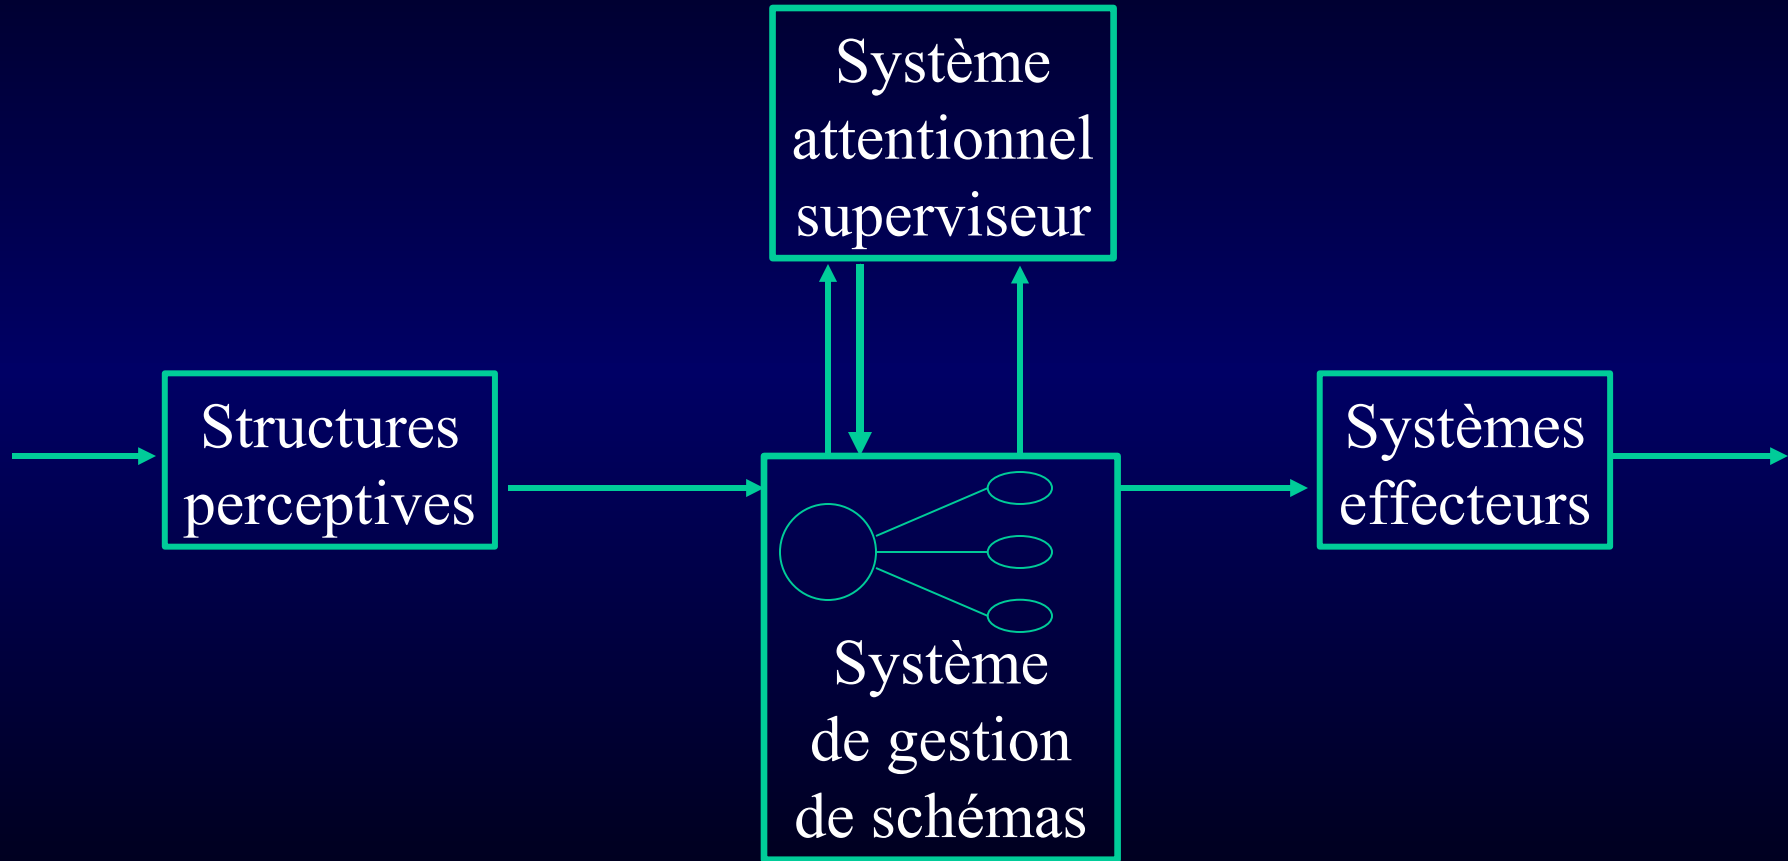 Système
attentionnel
superviseur
Structures
perceptives
Systèmes
effecteurs
Système
de gestion
de schémas